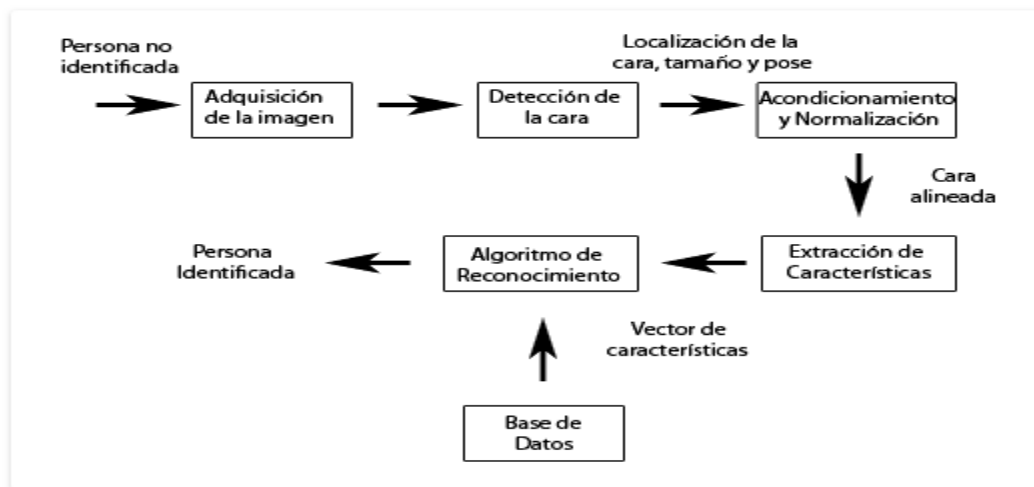 Persona no
identificada
Adquisición
de la imagen
Detección de
la cara
Localización de la
cara, tamaño y pose
Acondicionamiento
y Normalización
Cara
alineada
Extracción de
Características
Algoritmo de
Reconocimiento
Persona
Identificada
Vector de
características
Base de
Datos